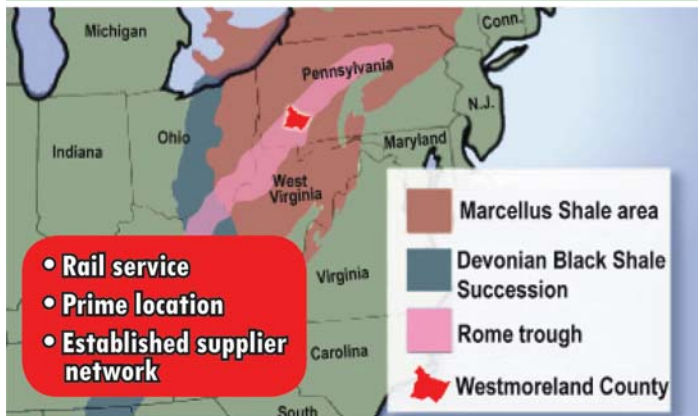 Michigan
Conn.
Pennsylvania
N.J.
Ohio
Indiana
Maryland
West
Virginia
Marcellus Shale area
Devonian Black Shale
Succession
Rome trough
Westmoreland County
• Rail service
• Prime location
• Established supplier
network
Virginia
Carolina
South